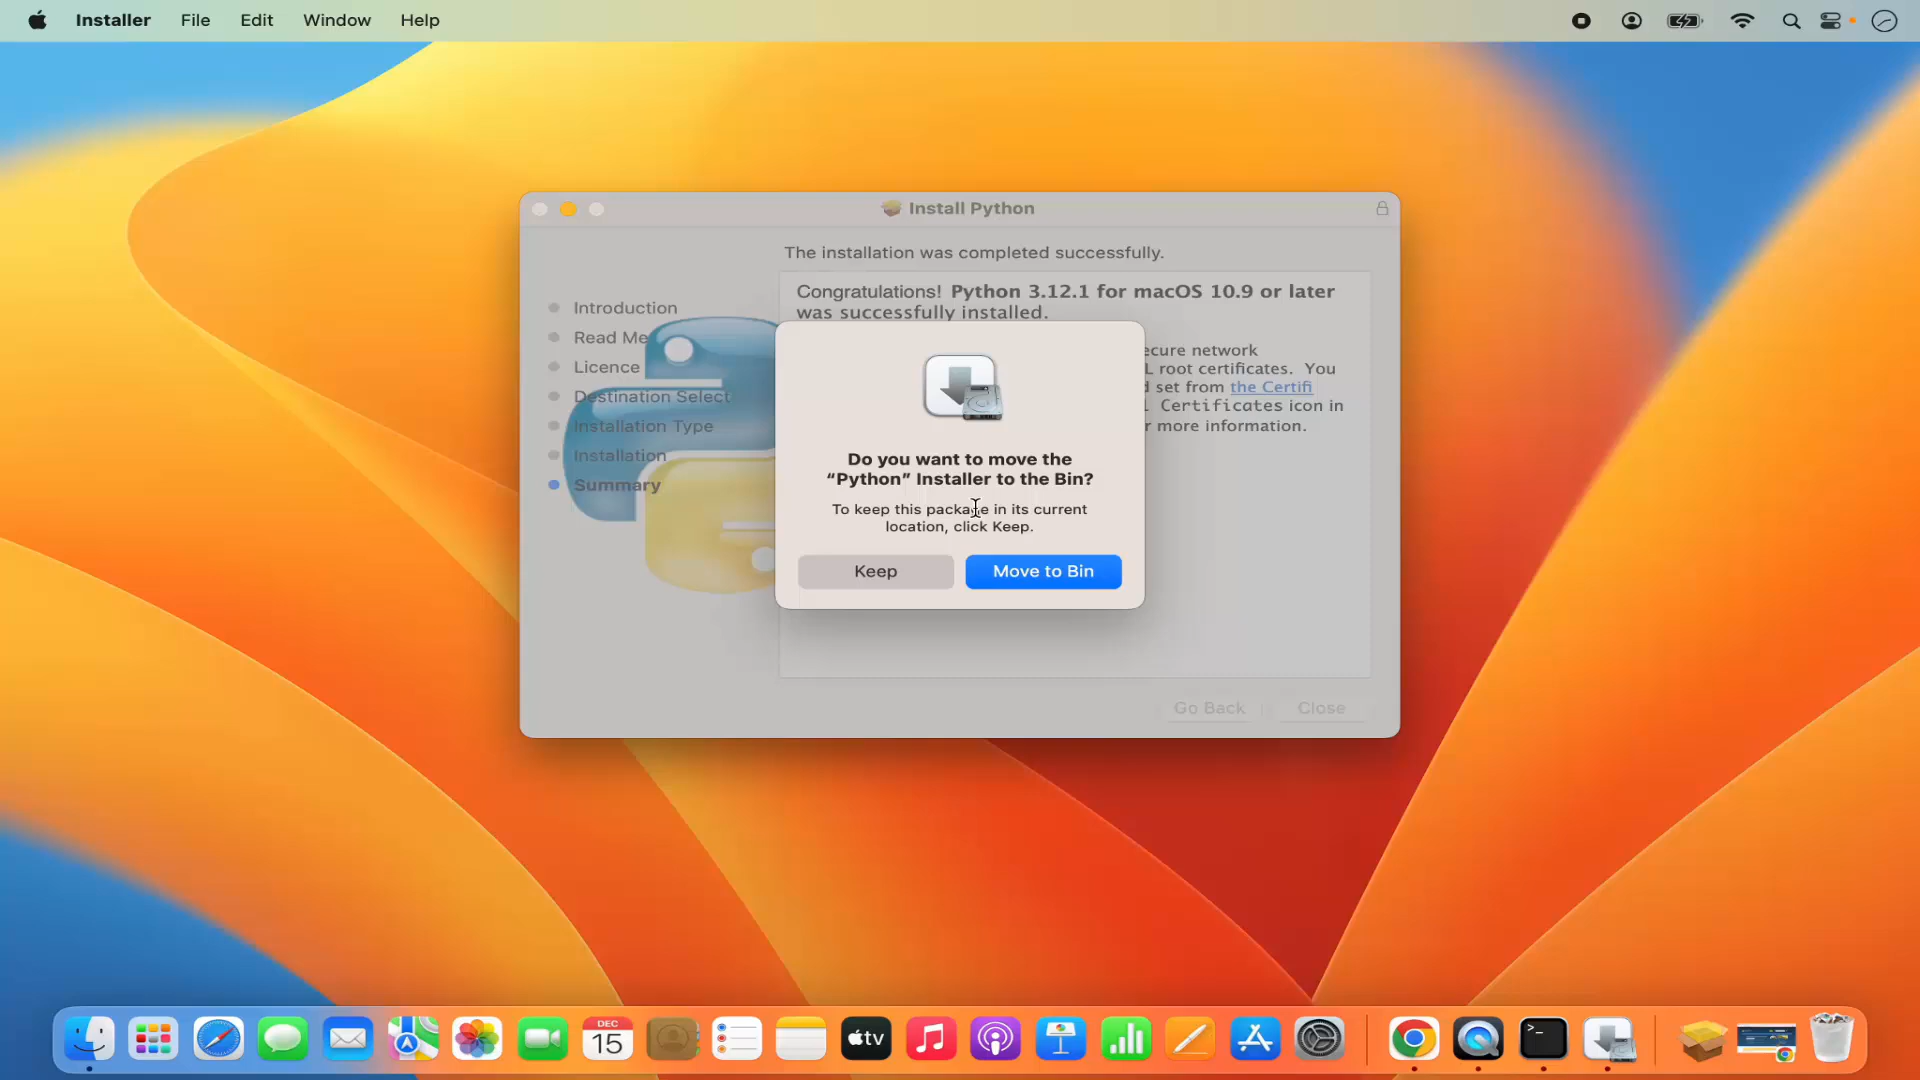 Installer File Edit Window Help
Install Python
The installation was completed successfully.
Introduction
Read Me
Licence
Destination Select
Installation Type
Installation
Summary
Congratulations! Python 3.12.1 for macOS 10.9 or later
was successfully installed.
ecure network
L root certificates. You
d set from the Certifi
l Certificates icon in
r more information.
Do you want to move the
“Python” Installer to the Bin?
To keep this package in its current
location, click Keep.
Keep Move to Bin
Go Back Close
DEC
15
tv
>_